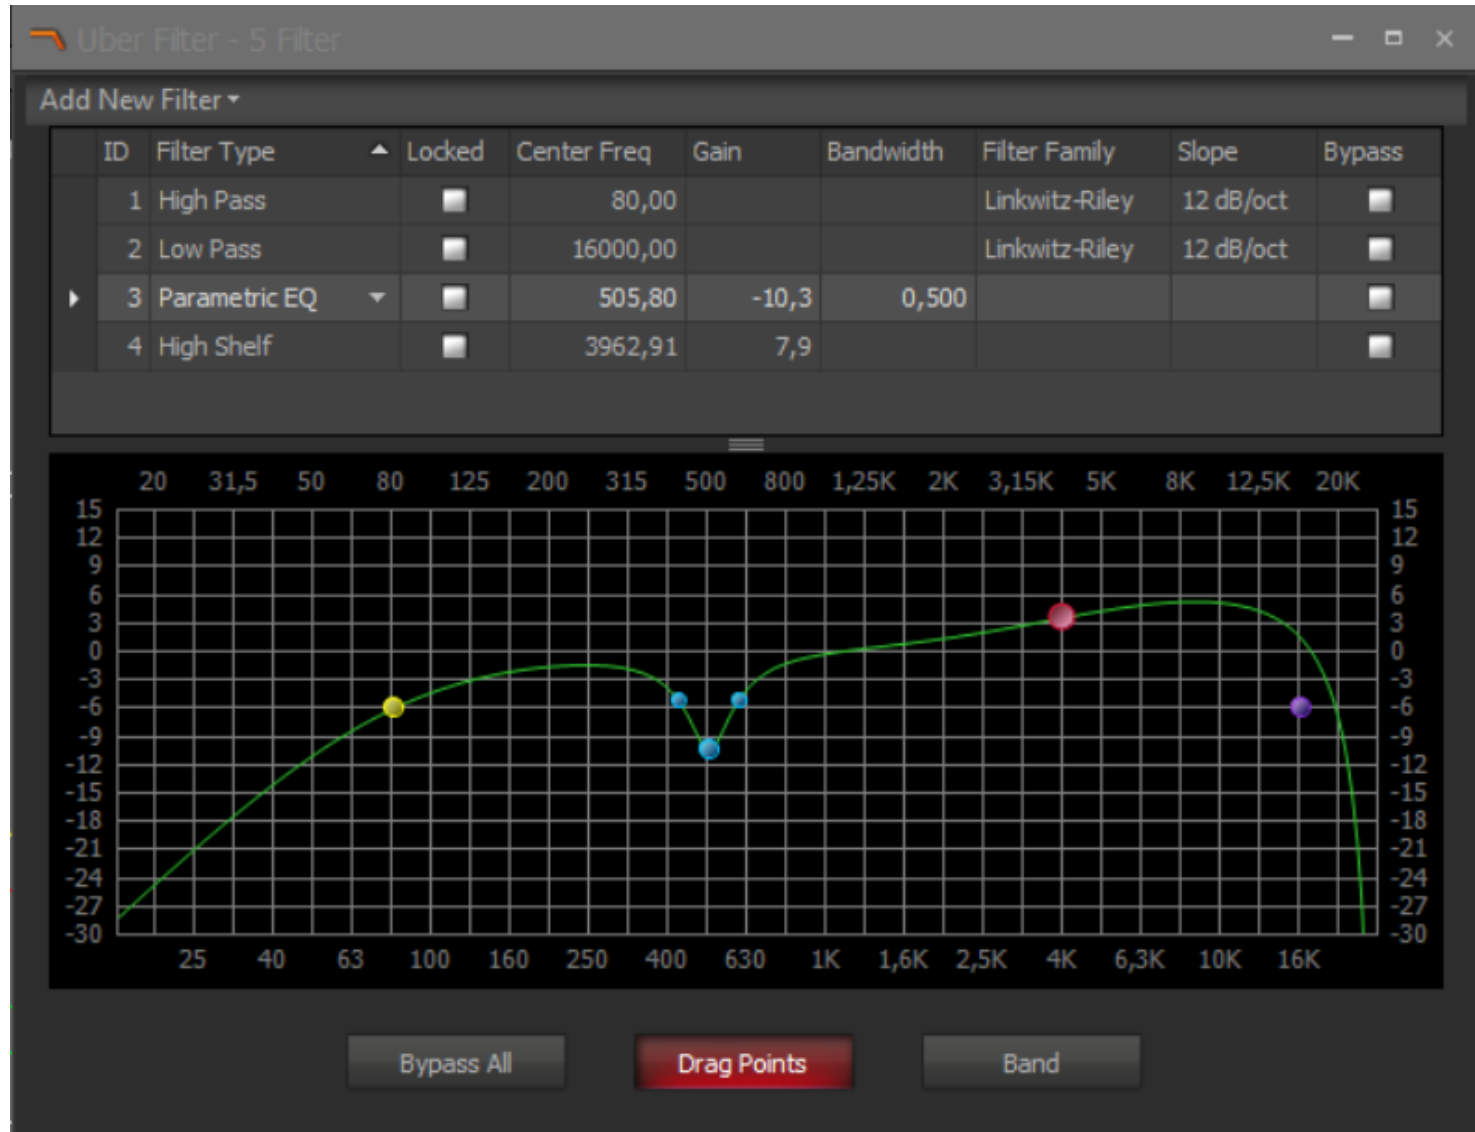 Uber Filter - 5 Filter
Add New Filter
ID Filter Type Locked Center Freq Gain Bandwidth Filter Family Slope Bypass
1 High Pass 80,00 Linkwitz-Riley 12 dB/oct
2 Low Pass 16000,00 Linkwitz-Riley 12 dB/oct
3 Parametric EQ 505,80 -10,3 0,500
4 High Shelf 3962,91 7,9
20 31,5 50 80 125 200 315 500 800 1,25K 2K 3,15K 5K 8K 12,5K 20K
15 15
12 12
9 9
6 6
3 3
0 0
-3 -3
-6 -6
-9 -9
-12 -12
-15 -15
-18 -18
-21 -21
-24 -24
-27 -27
-30 -30
25 40 63 100 160 250 400 630 1K 1,6K 2,5K 4K 6,3K 10K 16K
Bypass All Drag Points Band